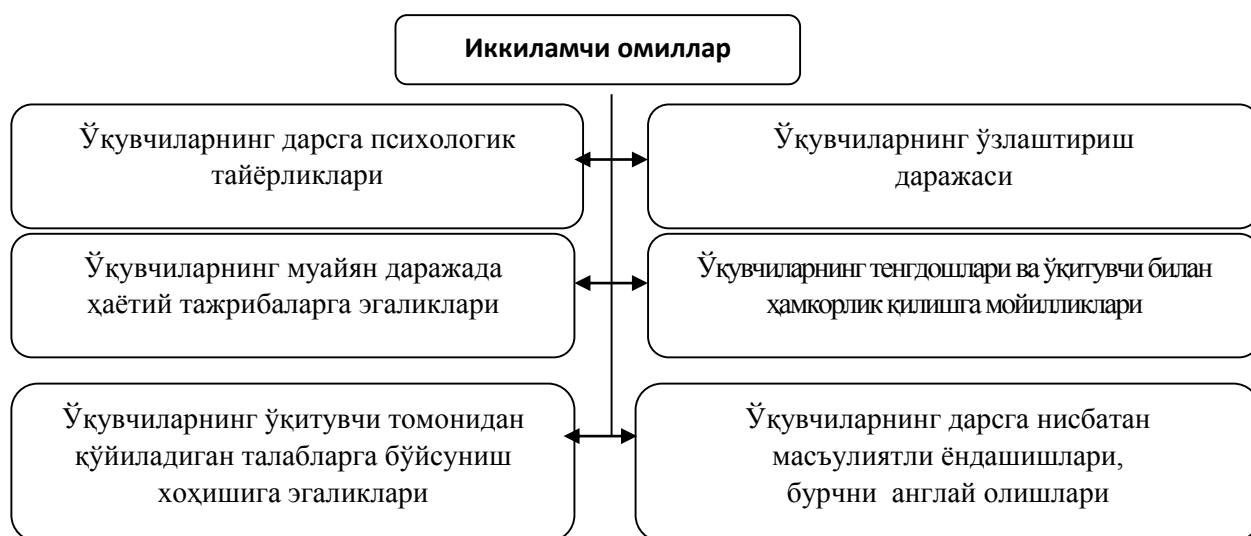 Иккиламчи омиллар
Ўқувчиларнинг дарсга психологик
тайёрликлари
Ўқувчиларнинг ўзлаштириш
даражаси
Ўқувчиларнинг муайян даражада
ҳаётий тажрибаларга эгаликлари
Ўқувчиларнинг тенгдошлари ва ўқитувчи билан
ҳамкорлик қилишга мойилликлари
Ўқувчиларнинг ўқитувчи томонидан
қўйиладиган талабларга бўйсуниш
хоҳишига эгаликлари
Ўқувчиларнинг дарсга нисбатан
масъулиятли ёндашишлари,
бурчни англай олишлари